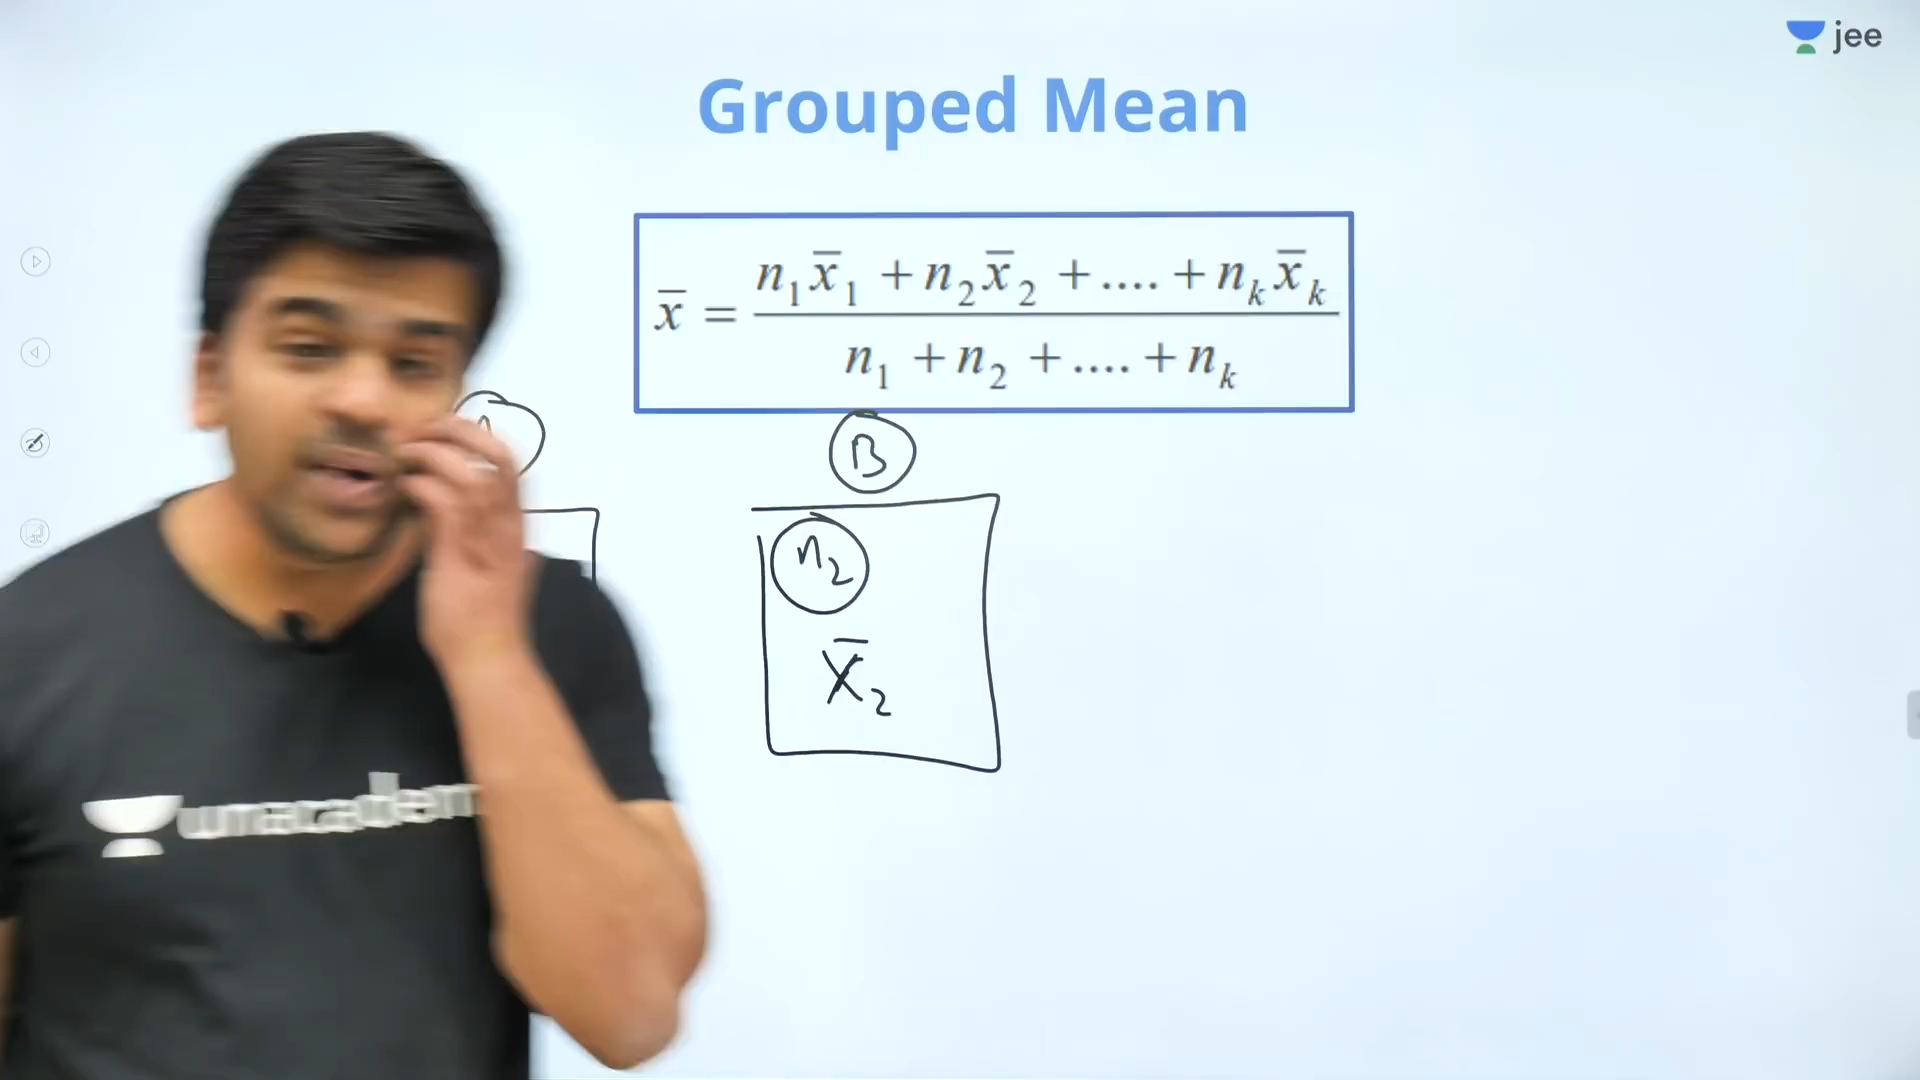 jee
Grouped Mean
x̄ = (n₁x̄₁ + n₂x̄₂ + .... + nₖx̄ₖ) / (n₁ + n₂ + .... + nₖ)
B
n₂
x̄₂